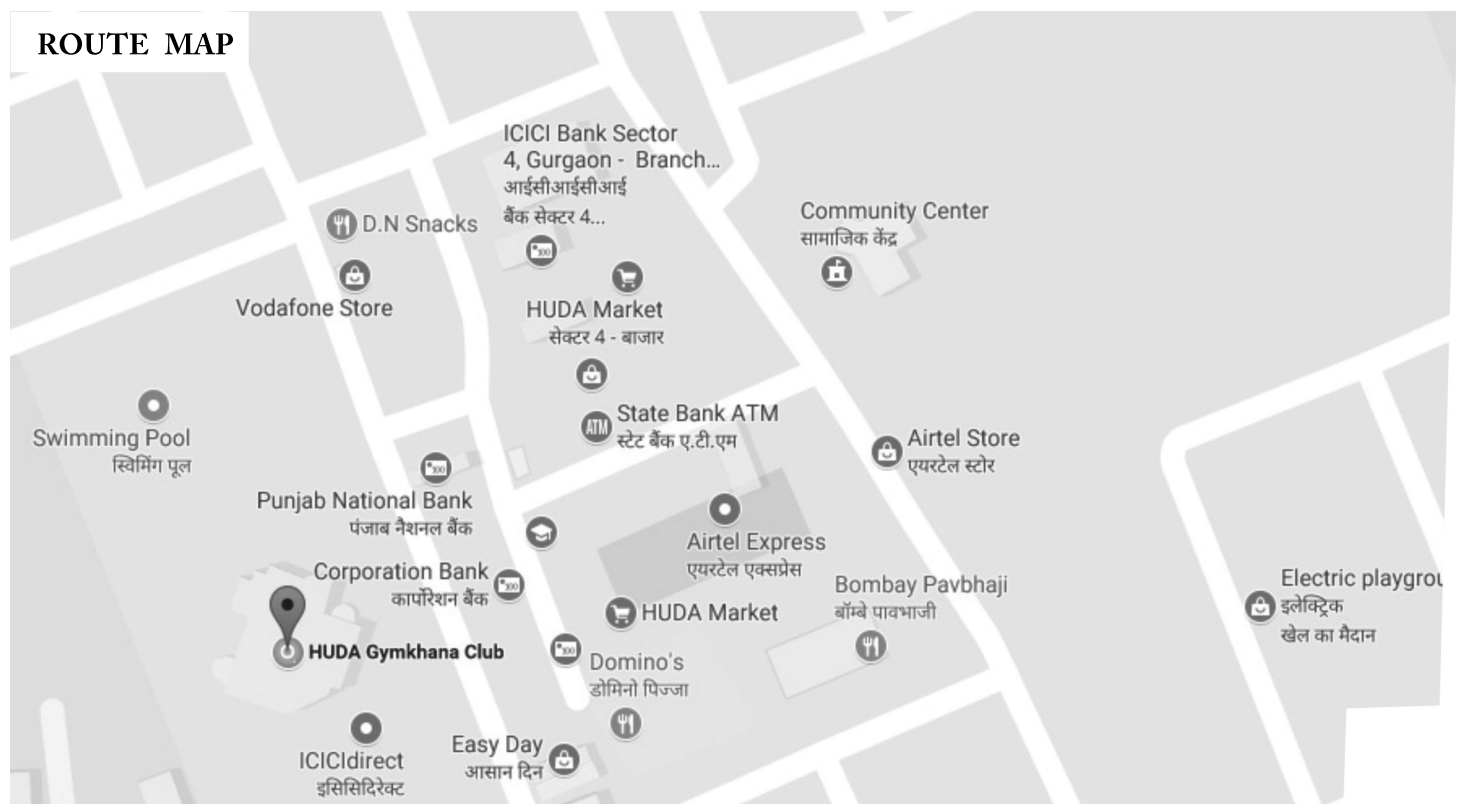 ROUTE MAP
ICICI Bank Sector
4, Gurgaon - Branch...
आईसीआईसीआई
बैंक सेक्टर 4...
D.N Snacks
Community Center
सामाजिक केंद्र
Vodafone Store
HUDA Market
सेक्टर 4 - बाजार
State Bank ATM
स्टेट बैंक ए.टी.एम
ATM
Swimming Pool
स्विमिंग पूल
Airtel Store
एयरटेल स्टोर
Punjab National Bank
पंजाब नैशनल बैंक
Airtel Express
एयरटेल एक्सप्रेस
Corporation Bank
कार्पोरेशन बैंक
Bombay Pavbhaji
बॉम्बे पावभाजी
Electric playgrou
इलेक्ट्रिक
खेल का मैदान
HUDA Market
HUDA Gymkhana Club
Domino's
डोमिनो पिज्जा
ICICIdirect
इसिसिदिरेक्ट
Easy Day
आसान दिन